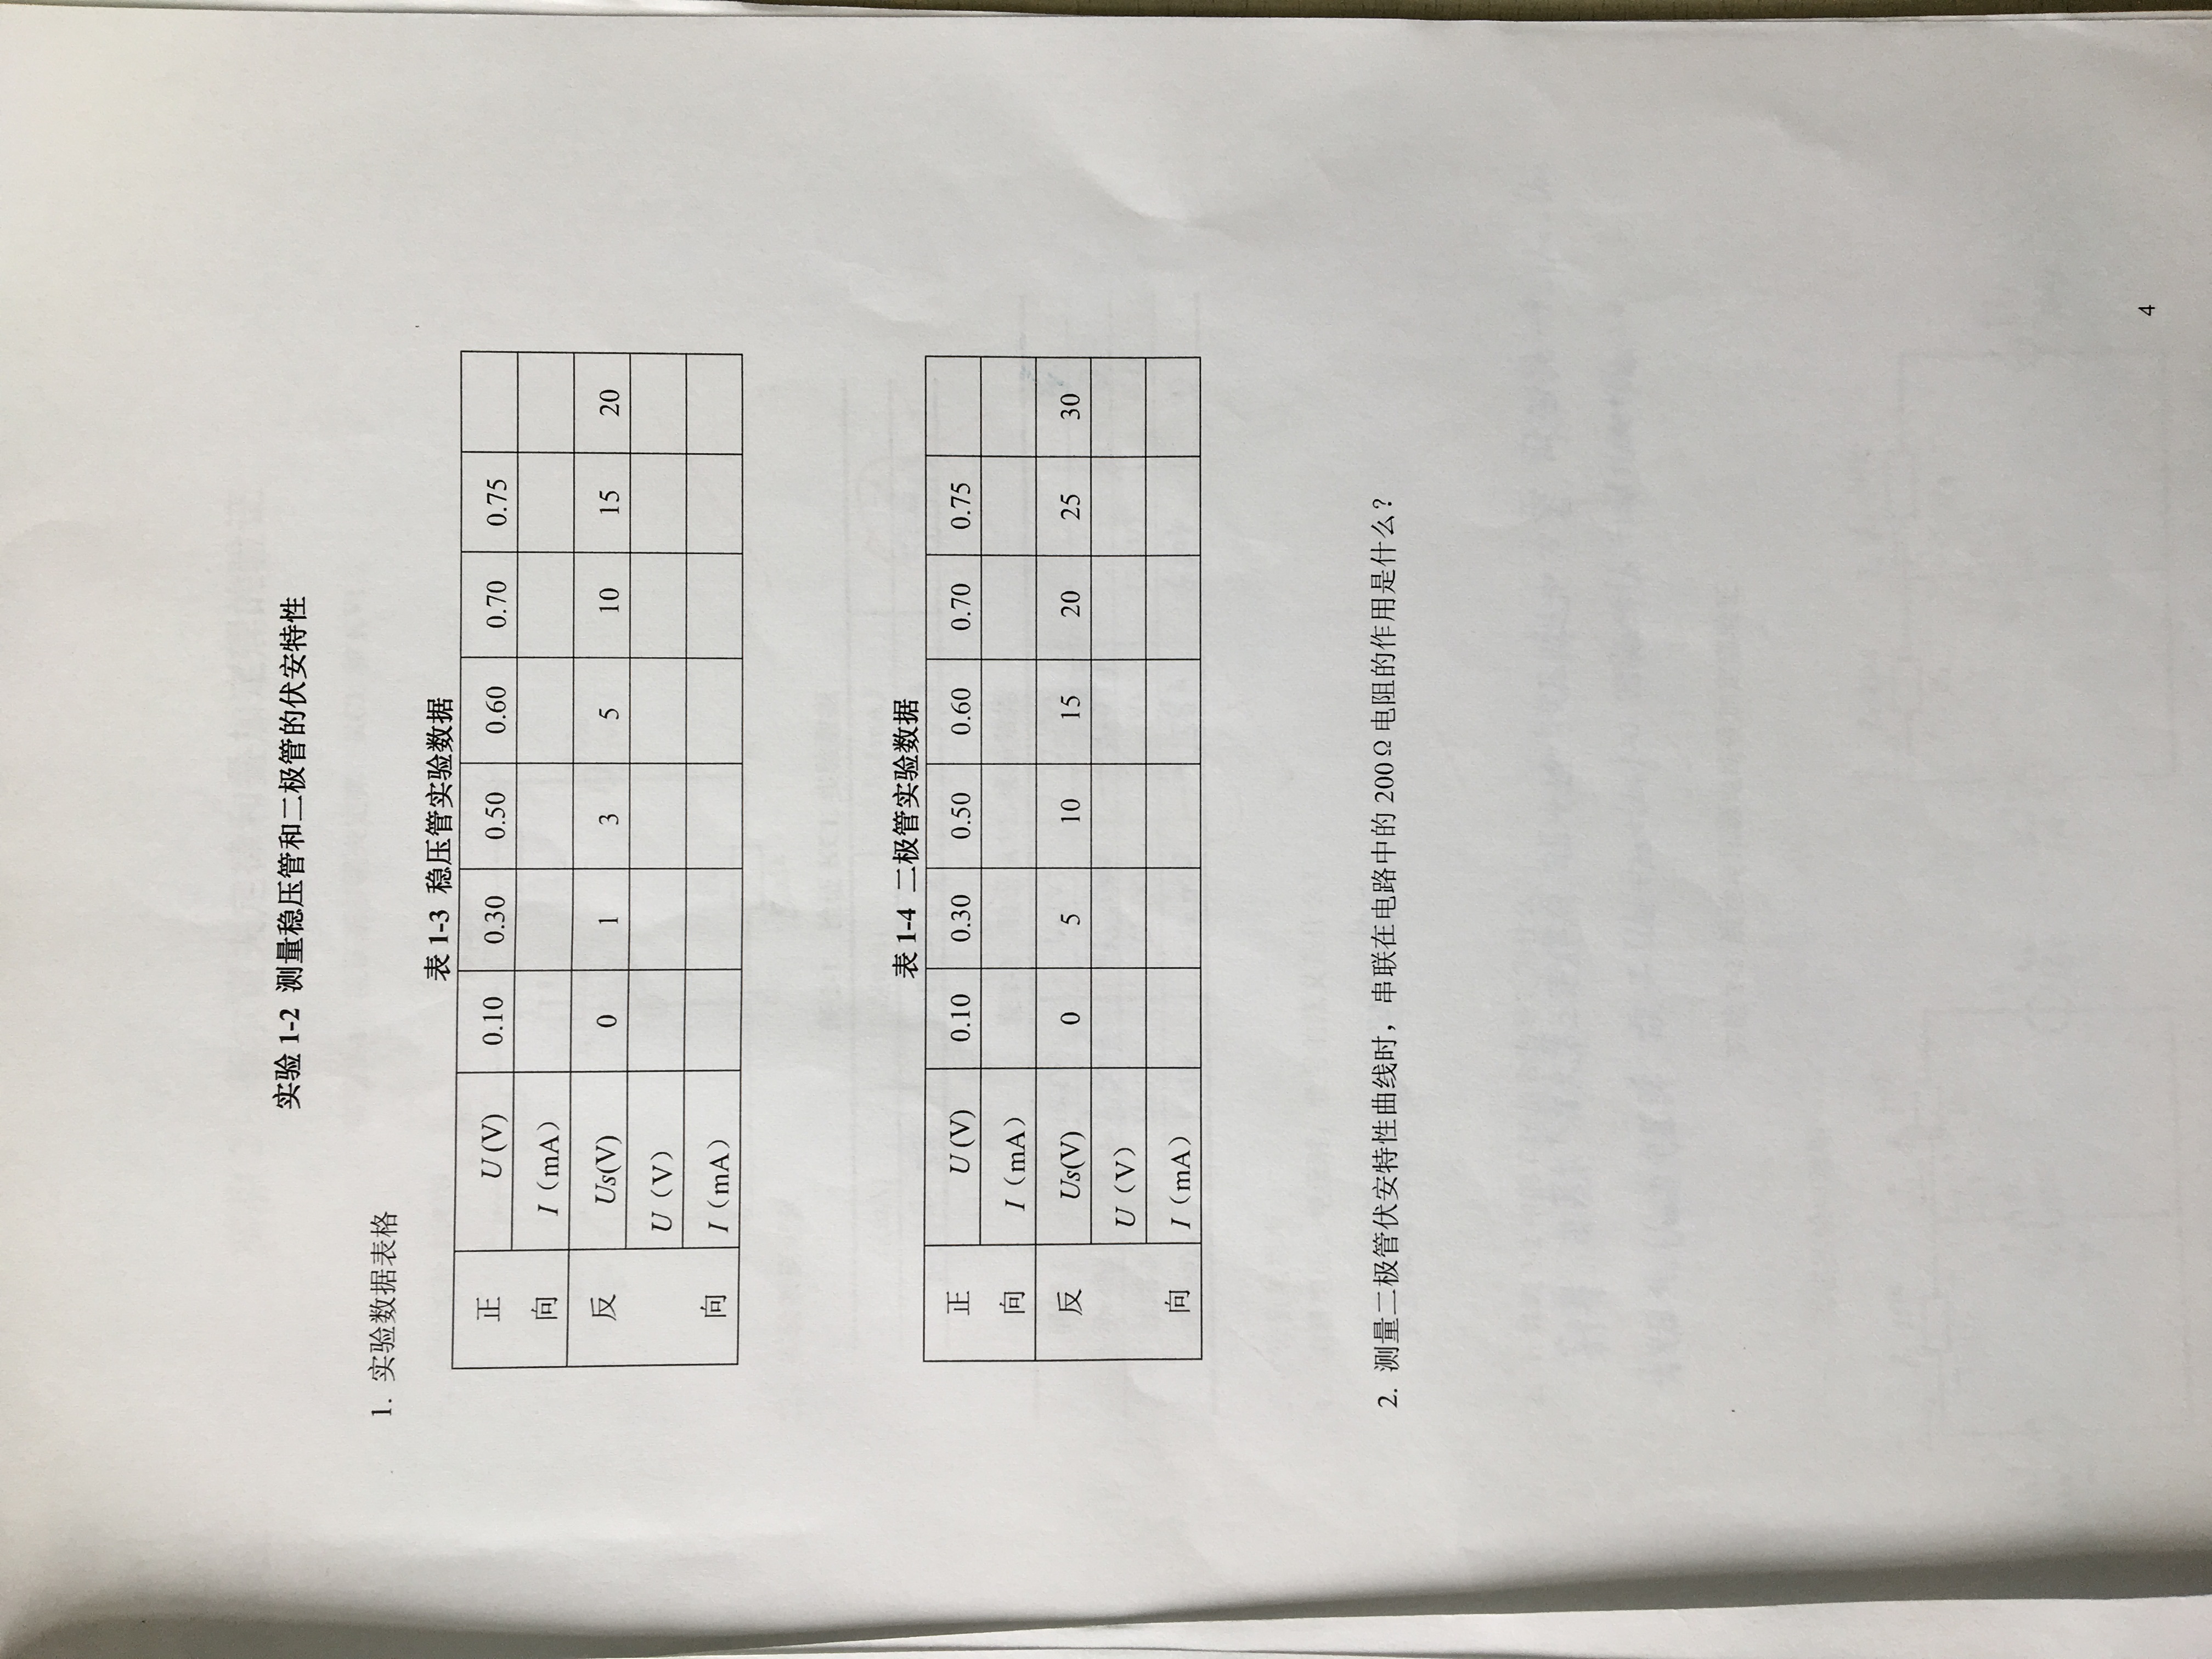 实验 1-2 测量稳压管和二极管的伏安特性
1. 实验数据表格
表 1-3 稳压管实验数据
正向 U(V) 0.10 0.30 0.50 0.60 0.70 0.75
I（mA）
反向 Us(V) 0 1 3 5 10 15 20
U（V）
I（mA）
表 1-4 二极管实验数据
正向 U(V) 0.10 0.30 0.50 0.60 0.70 0.75
I（mA）
反向 Us(V) 0 5 10 15 20 25 30
U（V）
I（mA）
2. 测量二极管伏安特性曲线时，串联在电路中的 200Ω 电阻的作用是什么？
4